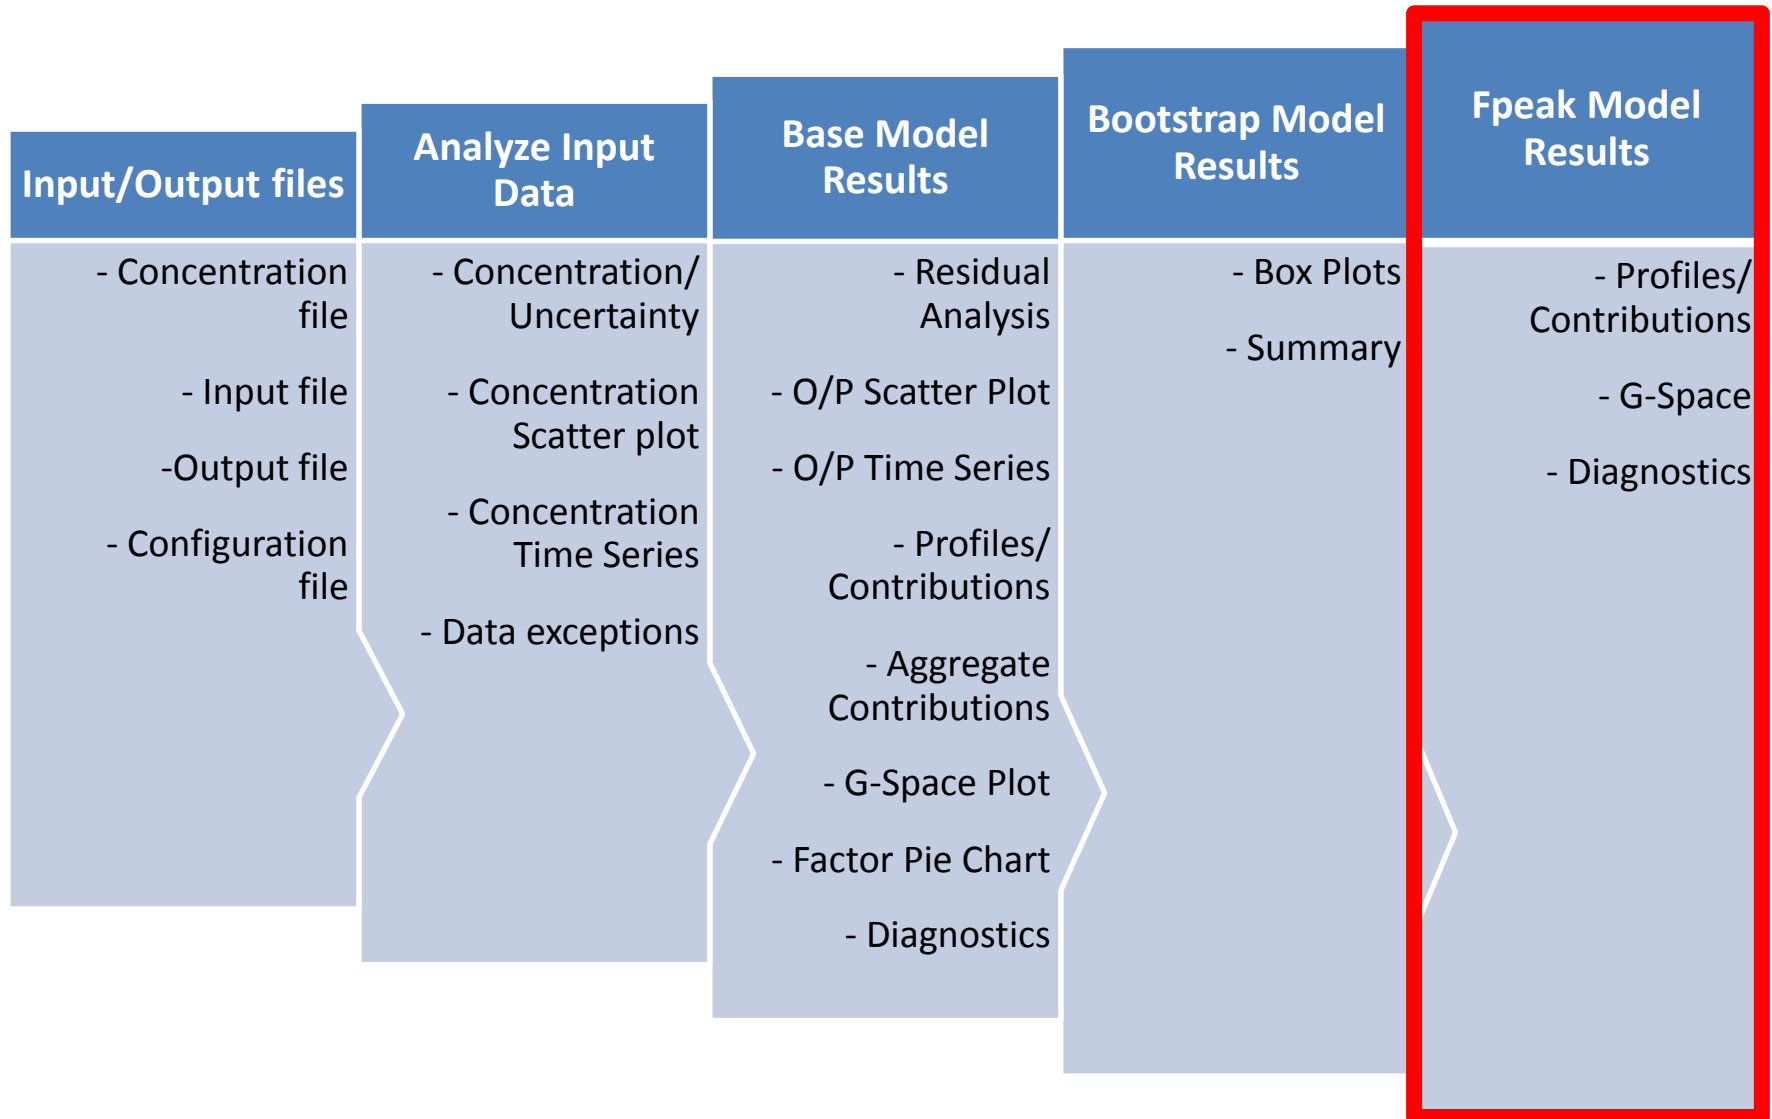 Input/Output files
- Concentration
file
- Input file
-Output file
- Configuration
file
Analyze Input
Data
- Concentration/
Uncertainty
- Concentration
Scatter plot
- Concentration
Time Series
- Data exceptions
Base Model
Results
- Residual
Analysis
- O/P Scatter Plot
- O/P Time Series
- Profiles/
Contributions
- Aggregate
Contributions
- G-Space Plot
- Factor Pie Chart
- Diagnostics
Bootstrap Model
Results
- Box Plots
- Summary
Fpeak Model
Results
- Profiles/
Contributions
- G-Space
- Diagnostics